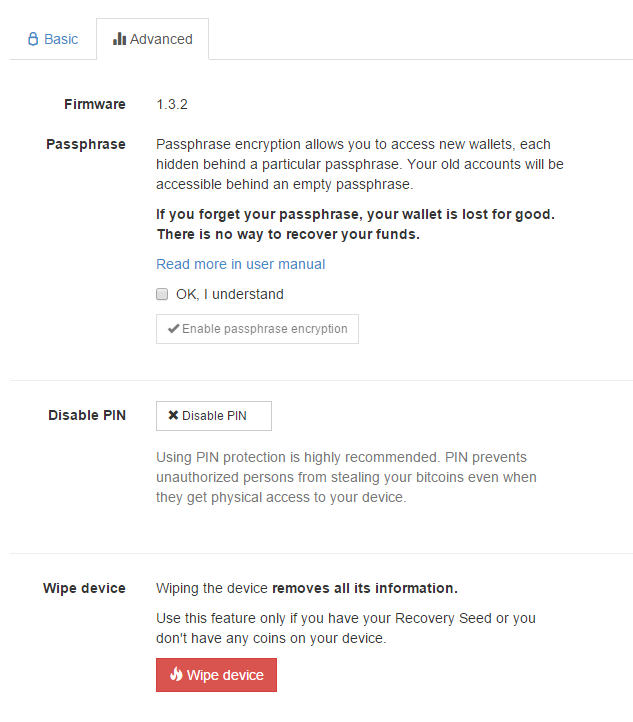 Basic
Advanced
Firmware 1.3.2
Passphrase Passphrase encryption allows you to access new wallets, each
hidden behind a particular passphrase. Your old accounts will be
accessible behind an empty passphrase.
If you forget your passphrase, your wallet is lost for good.
There is no way to recover your funds.
Read more in user manual
OK, I understand
Enable passphrase encryption
Disable PIN Disable PIN
Using PIN protection is highly recommended. PIN prevents
unauthorized persons from stealing your bitcoins even when
they get physical access to your device.
Wipe device Wiping the device removes all its information.
Use this feature only if you have your Recovery Seed or you
don't have any coins on your device.
Wipe device